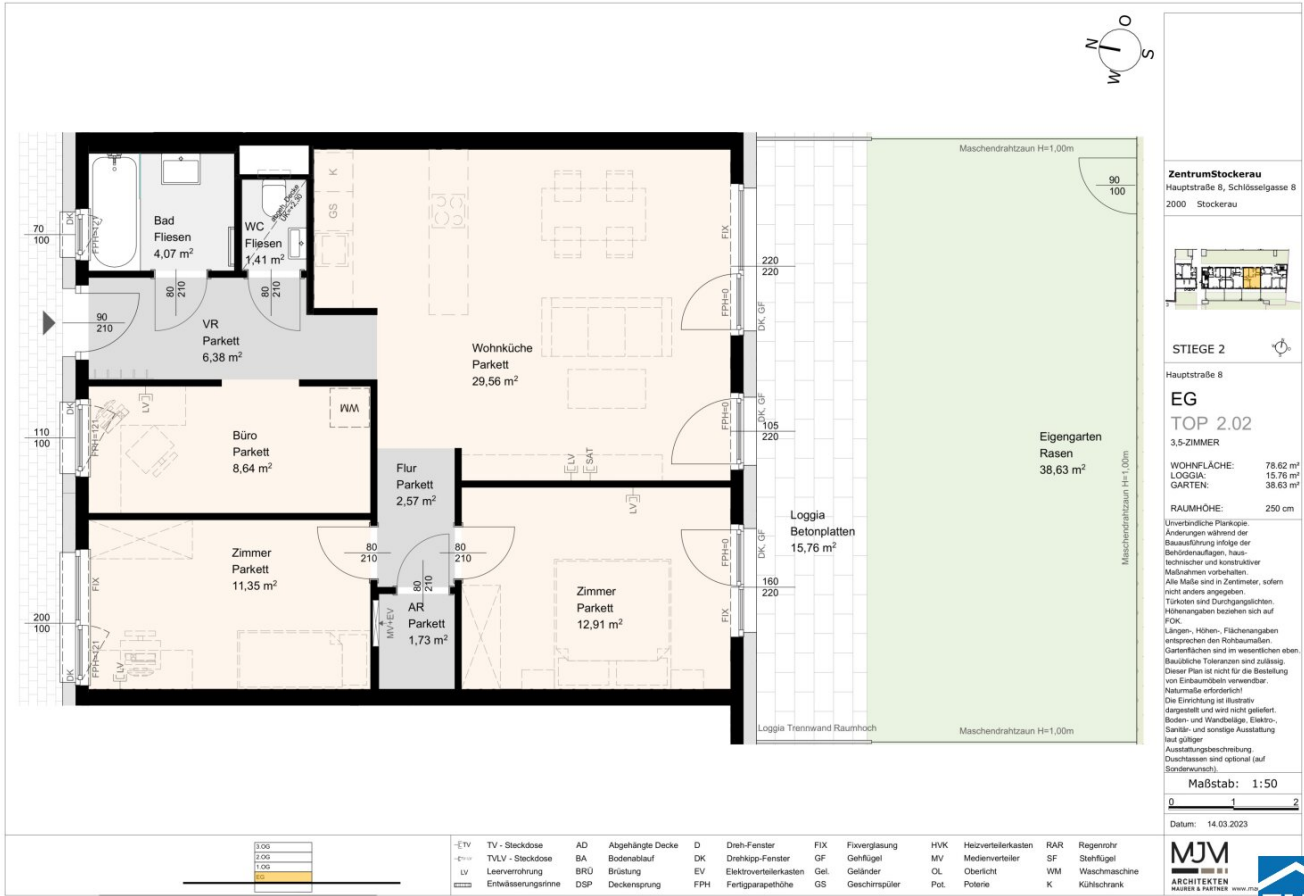 N
O
S
W
Maschendrahtzaun H=1,00m
90
100
Bad
Fliesen
4,07 m²
WC
Fliesen
1,41 m²
abgeh. Decke
UK=+2,30
K
GS
DK
FPH=121
70
100
80
210
80
210
90
210
VR
Parkett
6,38 m²
Wohnküche
Parkett
29,56 m²
FIX
220
220
FPH=0
DK, GF
FPH=0
DK, GF
105
220
LV
WM
Büro
Parkett
8,64 m²
DK
FPH=121
110
100
Flur
Parkett
2,57 m²
LV
SAT
LV
Eigengarten
Rasen
38,63 m²
Maschendrahtzaun H=1,00m
Loggia
Betonplatten
15,76 m²
Zimmer
Parkett
11,35 m²
80
210
80
210
80
210
FIX
200
100
DK
FPH=121
LV
MV+EV
AR
Parkett
1,73 m²
Zimmer
Parkett
12,91 m²
FPH=0
DK, GF
160
220
FIX
Loggia Trennwand Raumhoch
Maschendrahtzaun H=1,00m
ZentrumStockerau
Hauptstraße 8, Schlösselgasse 8
2000 Stockerau
STIEGE 2
Hauptstraße 8
EG
TOP 2.02
3,5-ZIMMER
WOHNFLÄCHE: 78.62 m²
LOGGIA: 15.76 m²
GARTEN: 38.63 m²
RAUMHÖHE: 250 cm
Unverbindliche Plankopie.
Änderungen während der
Bauausführung infolge der
Behördenauflagen, haus-
technischer und konstruktiver
Maßnahmen vorbehalten.
Alle Maße sind in Zentimeter, sofern
nicht anders angegeben.
Türkoten sind Durchgangslichten.
Höhenangaben beziehen sich auf
FOK.
Längen-, Höhen-, Flächenangaben
entsprechen den Rohbaumaßen.
Gartenflächen sind im wesentlichen eben.
Bauübliche Toleranzen sind zulässig.
Dieser Plan ist nicht für die Bestellung
von Einbaumöbeln verwendbar.
Naturmaße erforderlich!
Die Einrichtung ist illustrativ
dargestellt und wird nicht geliefert.
Boden- und Wandbeläge, Elektro-,
Sanitär- und sonstige Ausstattung
laut gültiger
Ausstattungsbeschreibung.
Duschtassen sind optional (auf
Sonderwunsch).
Maßstab: 1:50
0 1 2
Datum: 14.03.2023
MJM
ARCHITEKTEN
MAURER & PARTNER www.ma
3.OG
2.OG
1.OG
EG
TV TV - Steckdose AD Abgehängte Decke D Dreh-Fenster FIX Fixverglasung HVK Heizverteilerkasten RAR Regenrohr
TVLV - Steckdose BA Bodenablauf DK Drehkipp-Fenster GF Gehflügel MV Medienverteiler SF Stehflügel
LV Leerverrohrung BRÜ Brüstung EV Elektroverteilerkasten Gel. Geländer OL Oberlicht WM Waschmaschine
Entwässerungsrinne DSP Deckensprung FPH Fertigparapethöhe GS Geschirrspüler Pot. Poterie K Kühlschrank